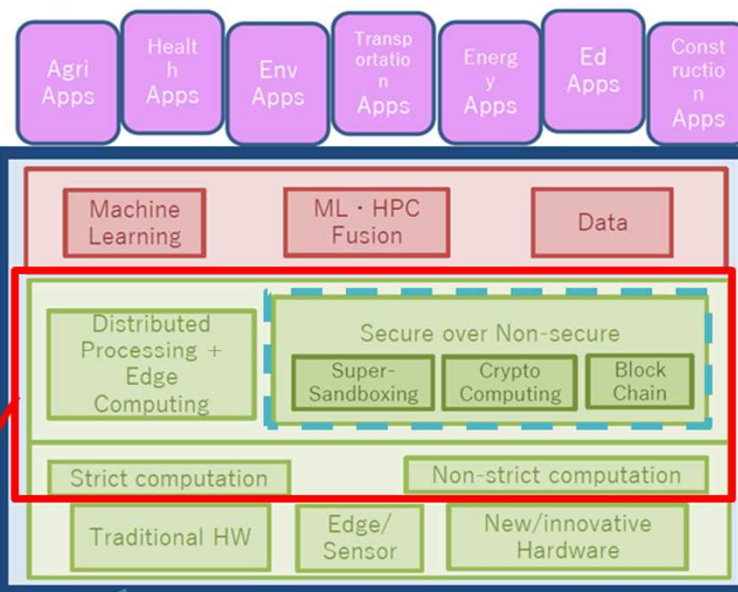 Agri
Apps
Healt
h
Apps
Env
Apps
Transp
ortatio
n
Apps
Energ
y
Apps
Ed
Apps
Const
ructio
n
Apps
Machine
Learning
ML・HPC
Fusion
Data
Distributed
Processing +
Edge
Computing
Secure over Non-secure
Super-
Sandboxing
Crypto
Computing
Block
Chain
Strict computation
Non-strict computation
Traditional HW
Edge/
Sensor
New/innovative
Hardware